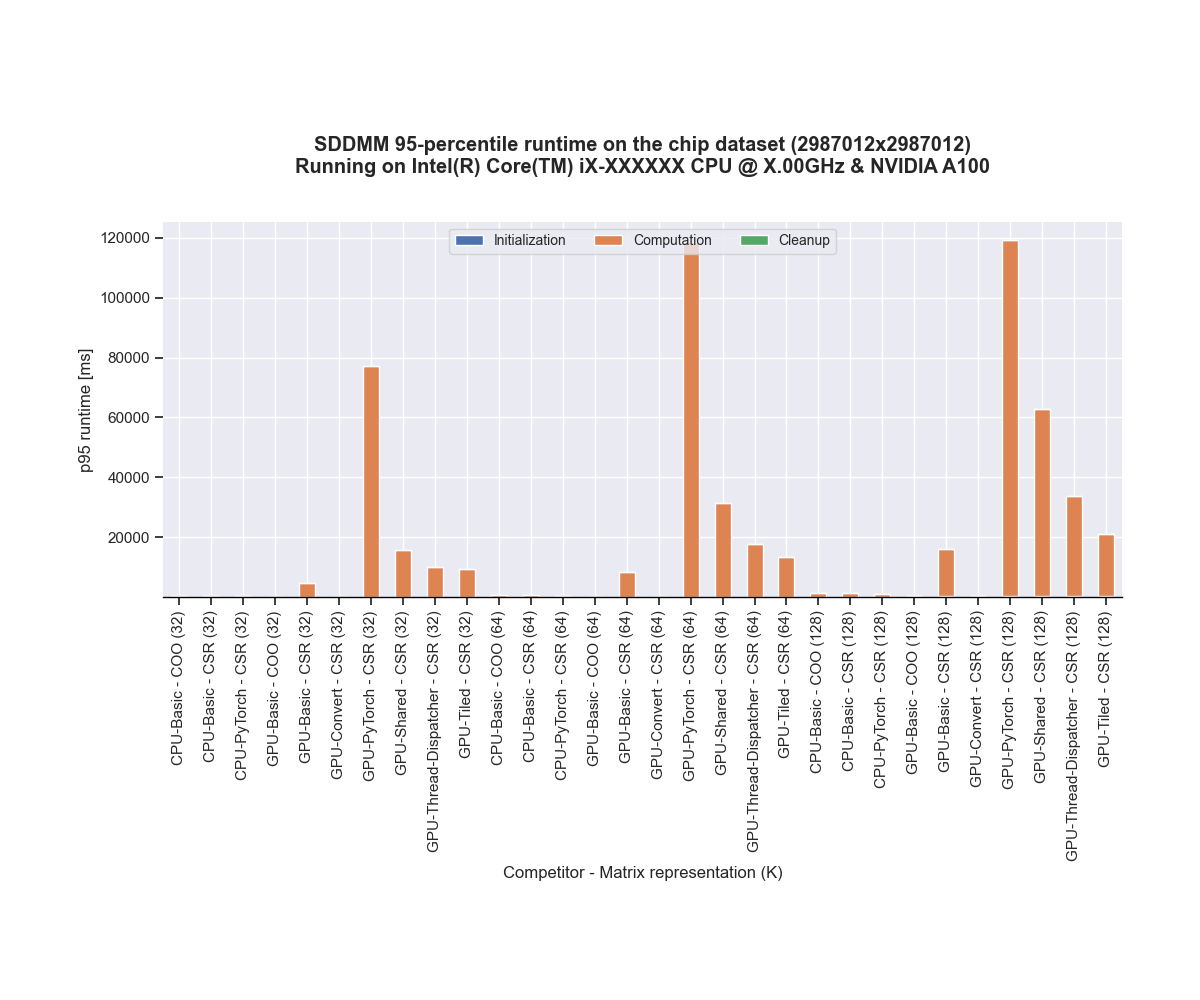 SDDMM 95-percentile runtime on the chip dataset (2987012x2987012)
Running on Intel(R) Core(TM) iX-XXXXXX CPU @ X.00GHz & NVIDIA A100
Initialization
Computation
Cleanup
120000
100000
80000
60000
40000
20000
p95 runtime [ms]
CPU-Basic - COO (32)
CPU-Basic - CSR (32)
CPU-PyTorch - CSR (32)
GPU-Basic - COO (32)
GPU-Basic - CSR (32)
GPU-Convert - CSR (32)
GPU-PyTorch - CSR (32)
GPU-Shared - CSR (32)
GPU-Thread-Dispatcher - CSR (32)
GPU-Tiled - CSR (32)
CPU-Basic - COO (64)
CPU-Basic - CSR (64)
CPU-PyTorch - CSR (64)
GPU-Basic - COO (64)
GPU-Basic - CSR (64)
GPU-Convert - CSR (64)
GPU-PyTorch - CSR (64)
GPU-Shared - CSR (64)
GPU-Thread-Dispatcher - CSR (64)
GPU-Tiled - CSR (64)
CPU-Basic - COO (128)
CPU-Basic - CSR (128)
CPU-PyTorch - CSR (128)
GPU-Basic - COO (128)
GPU-Basic - CSR (128)
GPU-Convert - CSR (128)
GPU-PyTorch - CSR (128)
GPU-Shared - CSR (128)
GPU-Thread-Dispatcher - CSR (128)
GPU-Tiled - CSR (128)
Competitor - Matrix representation (K)